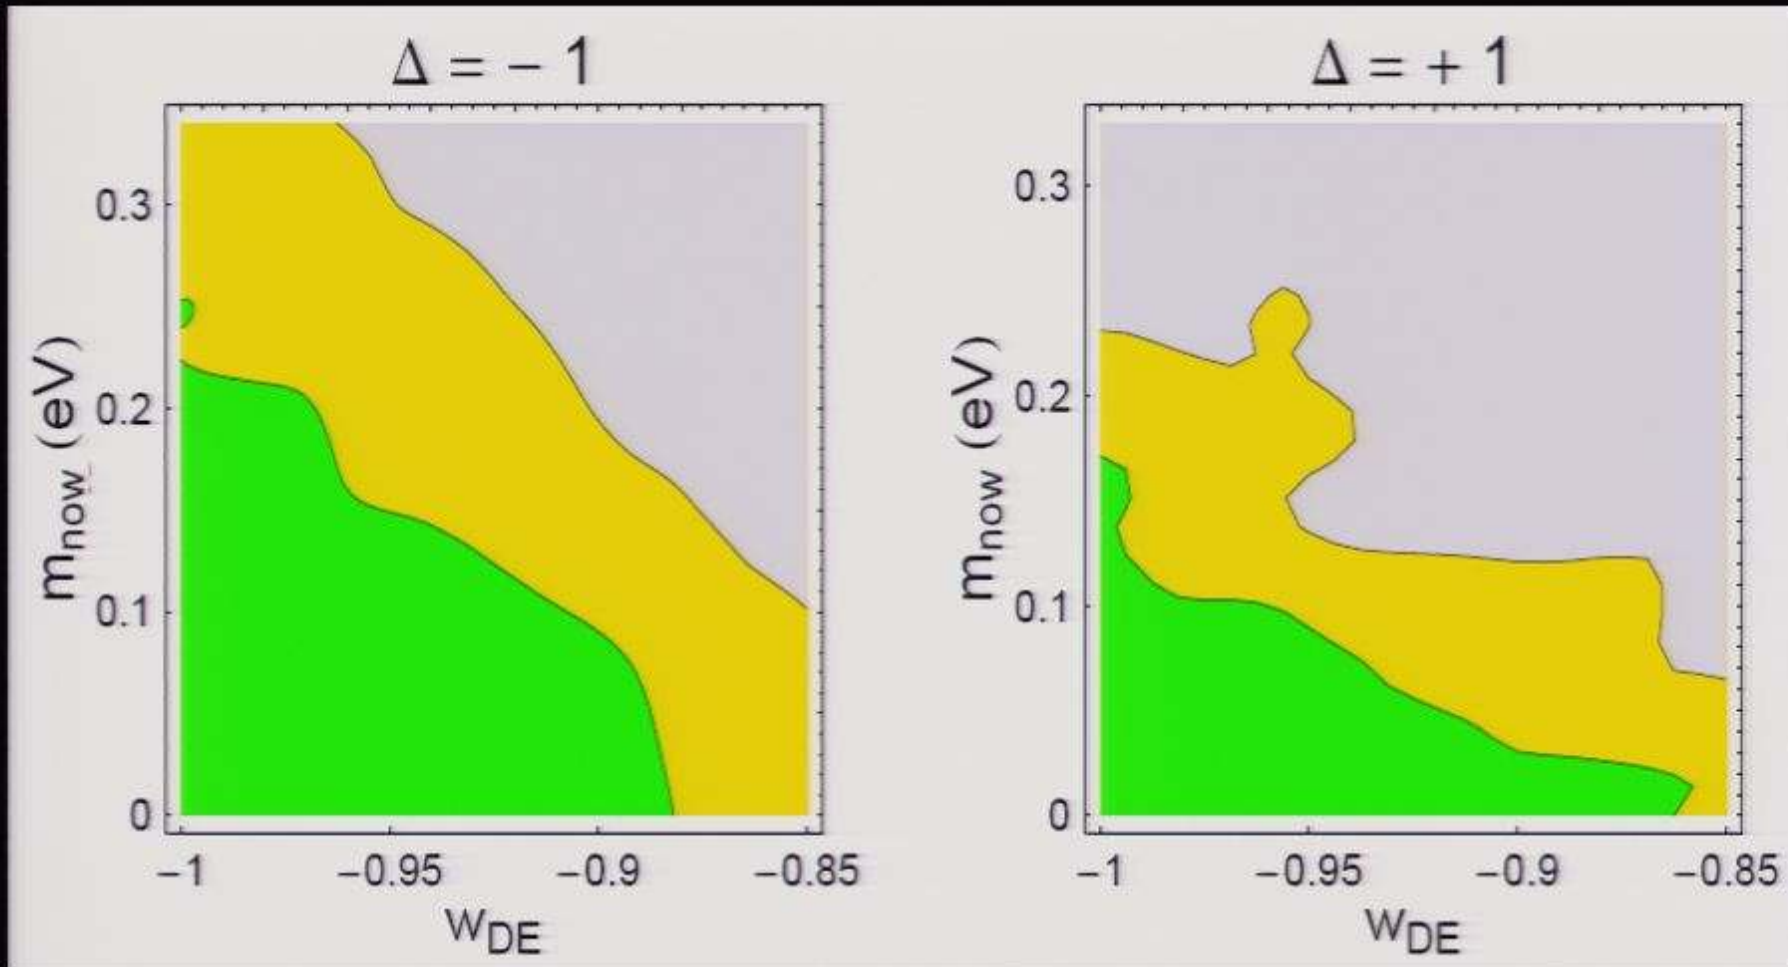 Δ = − 1
0.3
0.2
0.1
0
m_now (eV)
−1 −0.95 −0.9 −0.85
w_DE
Δ = + 1
0.3
0.2
0.1
0
m_now (eV)
−1 −0.95 −0.9 −0.85
w_DE